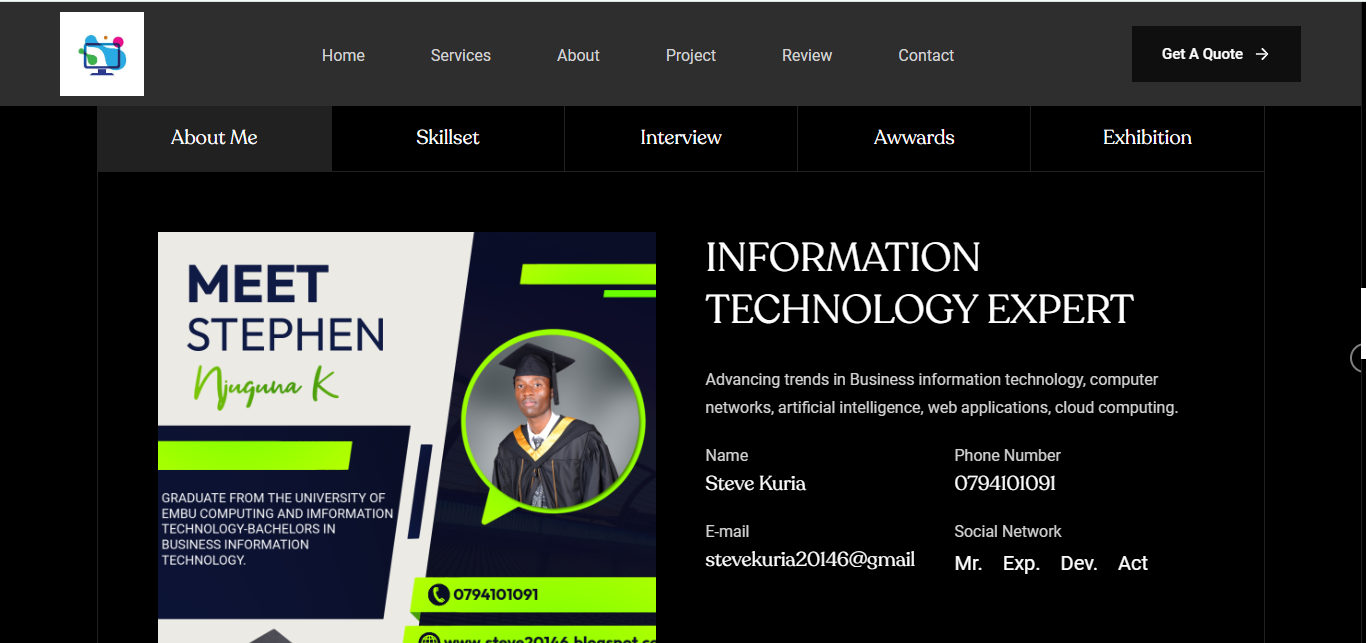 Home Services About Project Review Contact Get A Quote →
About Me Skillset Interview Awwards Exhibition
MEET
STEPHEN
Njuguna K
GRADUATE FROM THE UNIVERSITY OF
EMBU COMPUTING AND IMFORMATION
TECHNOLOGY-BACHELORS IN
BUSINESS INFORMATION
TECHNOLOGY.
0794101091
www.steve20146.blogspot.co
INFORMATION
TECHNOLOGY EXPERT
Advancing trends in Business information technology, computer
networks, artificial intelligence, web applications, cloud computing.
Name Phone Number
Steve Kuria 0794101091
E-mail Social Network
stevekuria20146@gmail Mr. Exp. Dev. Act